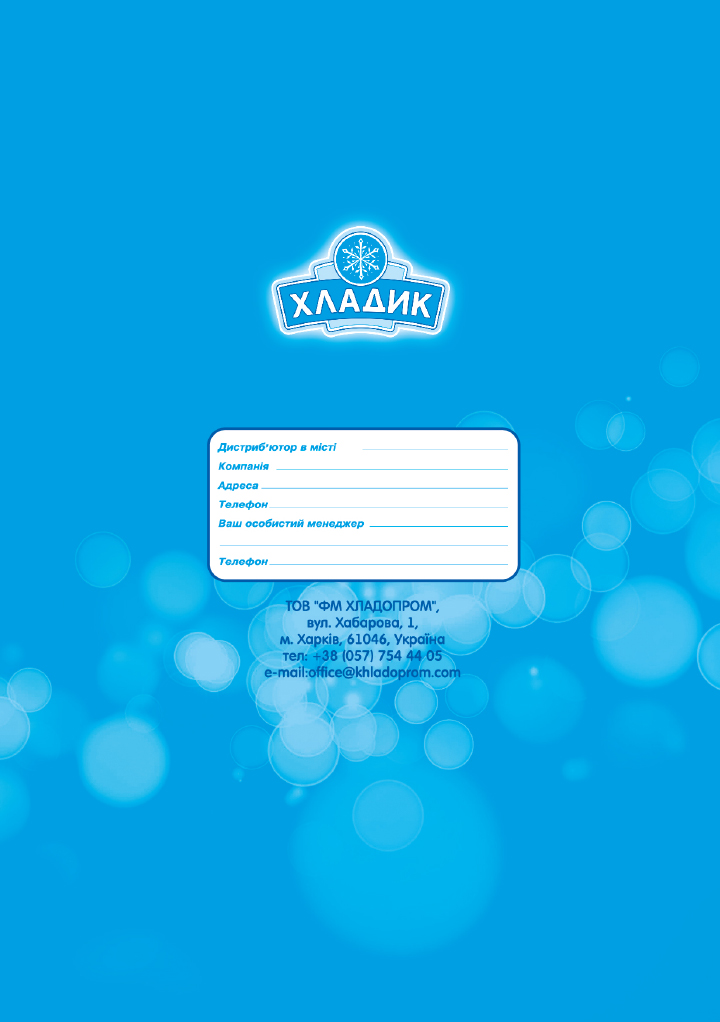 ХЛАДИК
Дистриб'ютор в місті
Компанія
Адреса
Телефон
Ваш особистий менеджер
Телефон
ТОВ "ФМ ХЛАДОПРОМ",
вул. Хабарова, 1,
м. Харків, 61046, Україна
тел: +38 (057) 754 44 05
e-mail:office@khladoprom.com